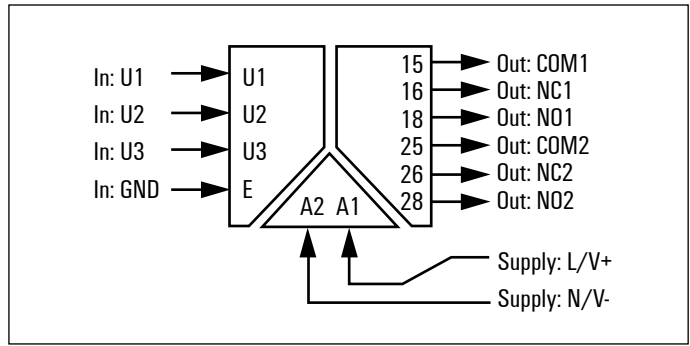 In: U1 U1 15 Out: COM1
In: U2 U2 16 Out: NC1
18 Out: NO1
In: U3 U3 25 Out: COM2
In: GND E 26 Out: NC2
A2 A1 28 Out: NO2
Supply: L/V+
Supply: N/V-